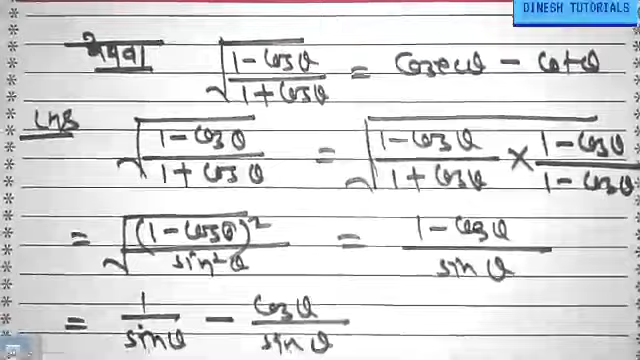 DINESH TUTORIALS
अथवा √((1 - cosθ)/(1 + cosθ)) = cosecθ - cotθ
LHS √((1 - cosθ)/(1 + cosθ)) = √((1 - cosθ)/(1 + cosθ) × (1 - cosθ)/(1 - cosθ))
= √((1 - cosθ)²/sin²θ) = (1 - cosθ)/sinθ
= 1/sinθ - cosθ/sinθ